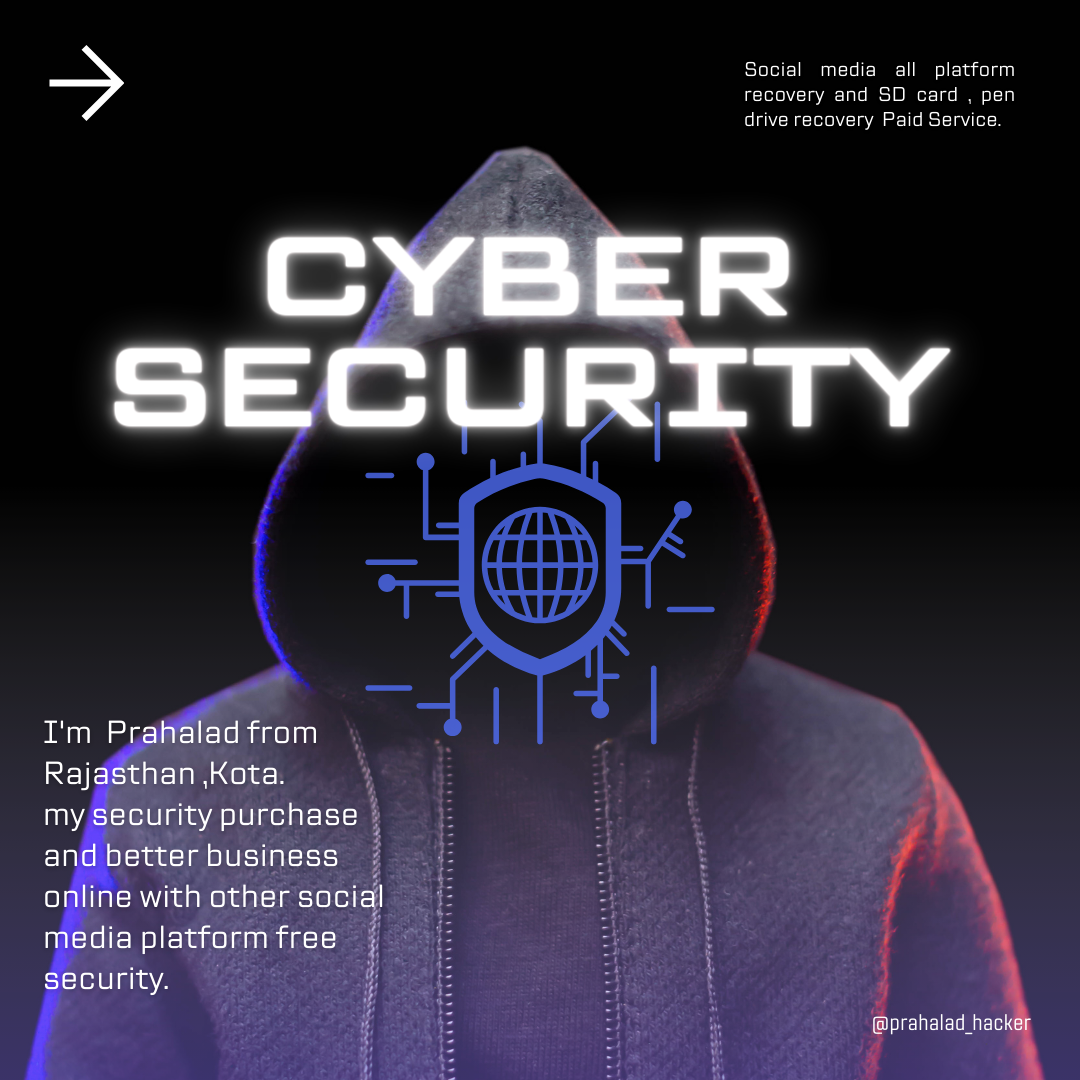 Social media all platform
recovery and SD card , pen
drive recovery Paid Service.
CYBER
SECURITY
I'm Prahalad from
Rajasthan ,Kota.
my security purchase
and better business
online with other social
media platform free
security.
@prahalad_hacker